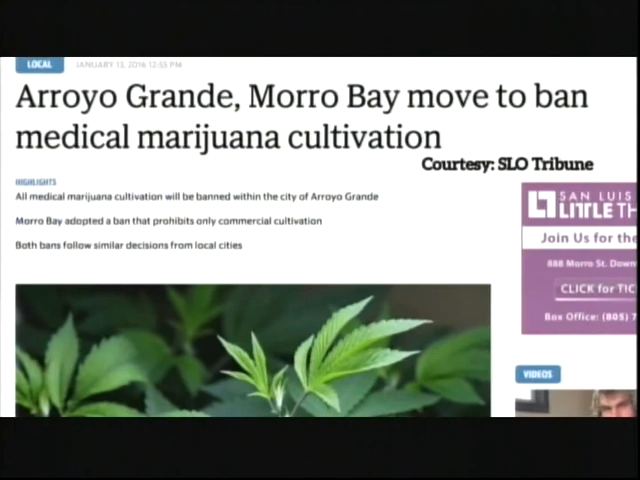 LOCAL
JANUARY 13, 2016 12:53 PM
Arroyo Grande, Morro Bay move to ban
medical marijuana cultivation
Courtesy: SLO Tribune
HIGHLIGHTS
All medical marijuana cultivation will be banned within the city of Arroyo Grande
Morro Bay adopted a ban that prohibits only commercial cultivation
Both bans follow similar decisions from local cities
SAN LUIS
LITTLE TH
Join Us for the
888 Morro St. Down
CLICK for TIC
Box Office: (805) 7
VIDEOS